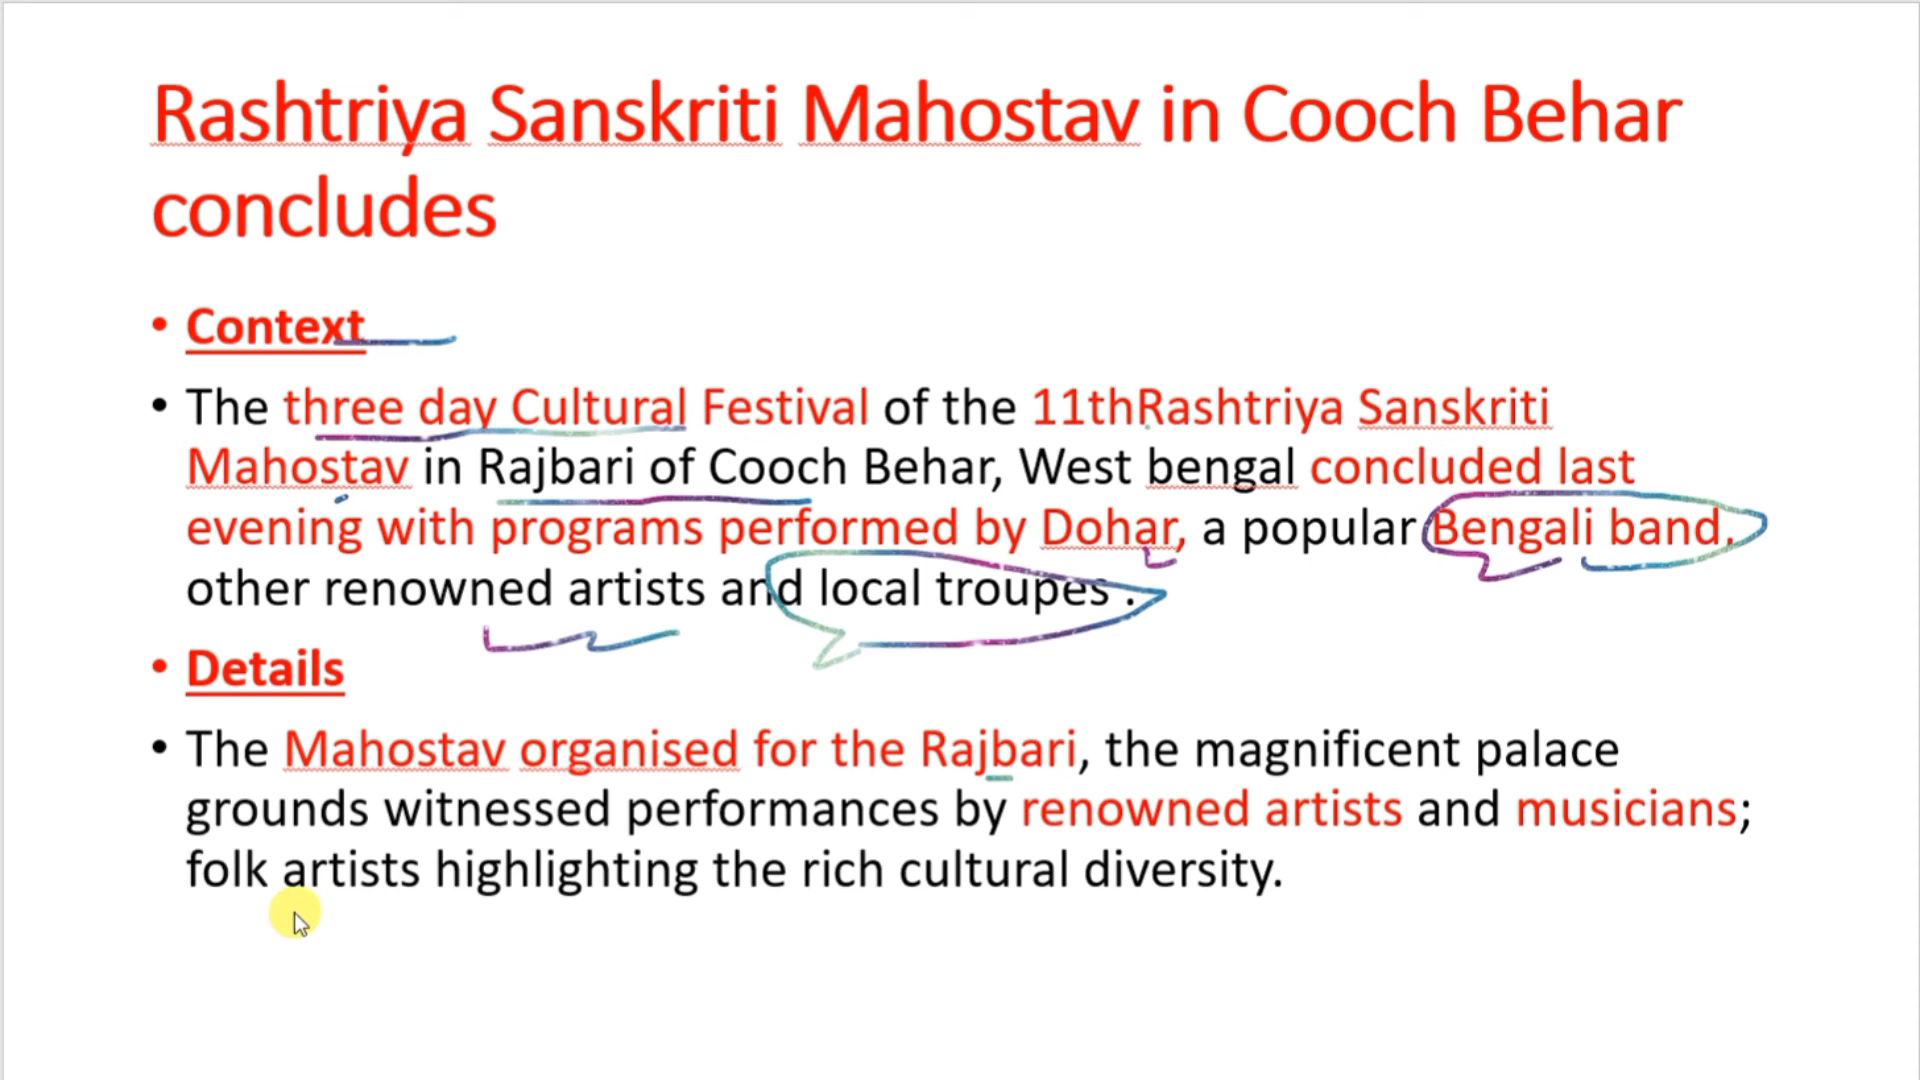 Rashtriya Sanskriti Mahostav in Cooch Behar
concludes
• Context
• The three day Cultural Festival of the 11thRashtriya Sanskriti
Mahostav in Rajbari of Cooch Behar, West bengal concluded last
evening with programs performed by Dohar, a popular Bengali band.
other renowned artists and local troupes .
• Details
• The Mahostav organised for the Rajbari, the magnificent palace
grounds witnessed performances by renowned artists and musicians;
folk artists highlighting the rich cultural diversity.